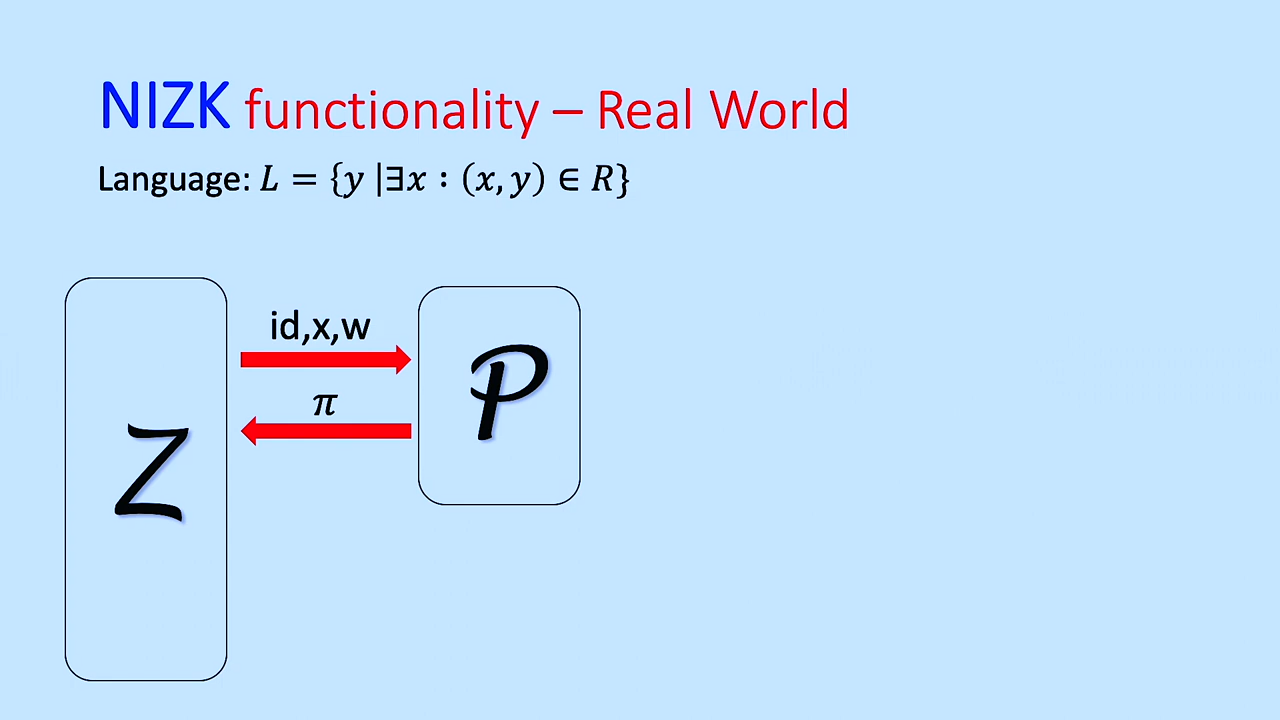 NIZK functionality – Real World
Language: L = {y |∃x : (x, y) ∈ R}
id,x,w
π
P
Z